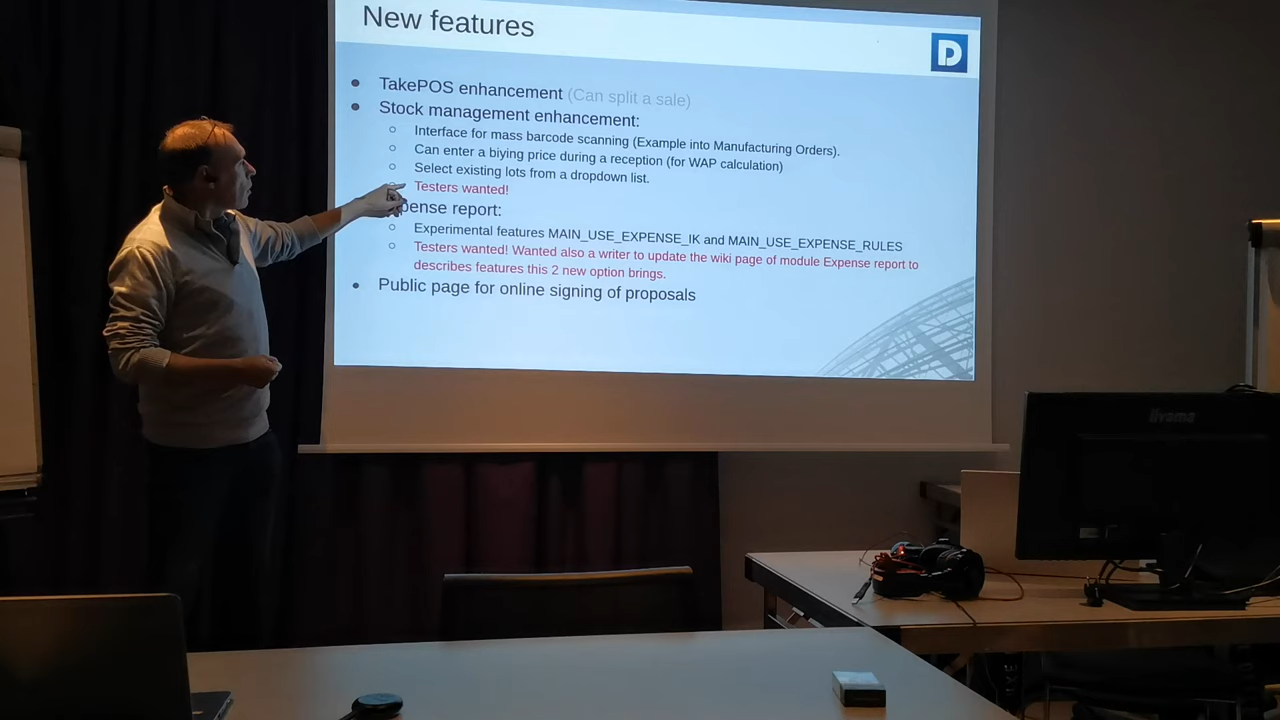 New features
D
TakePOS enhancement (Can split a sale)
Stock management enhancement:
Interface for mass barcode scanning (Example into Manufacturing Orders).
Can enter a biying price during a reception (for WAP calculation)
Select existing lots from a dropdown list.
Testers wanted!
pense report:
Experimental features MAIN_USE_EXPENSE_IK and MAIN_USE_EXPENSE_RULES
Testers wanted! Wanted also a writer to update the wiki page of module Expense report to
describes features this 2 new option brings.
Public page for online signing of proposals
iiyama